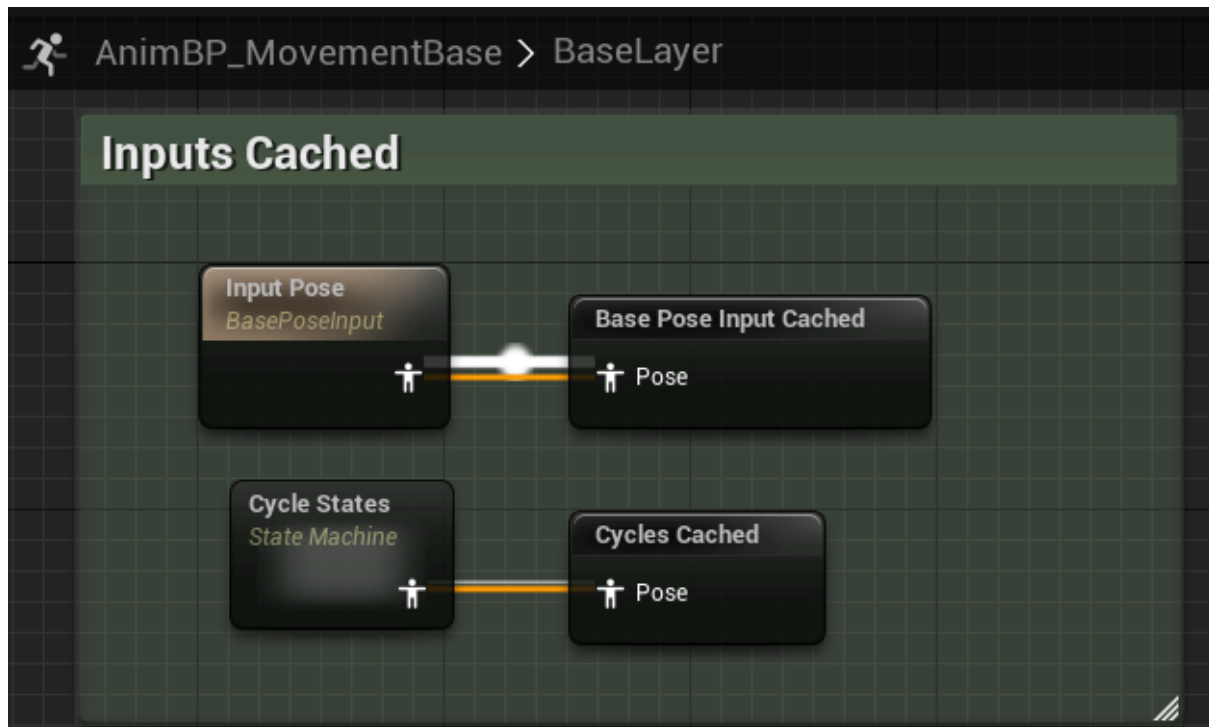 AnimBP_MovementBase > BaseLayer
Inputs Cached
Input Pose
BasePoseInput
Base Pose Input Cached
Pose
Cycle States
State Machine
Cycles Cached
Pose